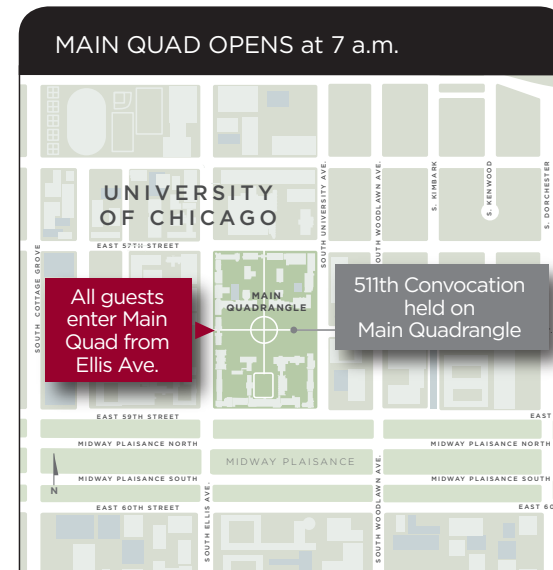 MAIN QUAD OPENS at 7 a.m.
UNIVERSITY
OF CHICAGO
SOUTH UNIVERSITY AVE.
SOUTH WOODLAWN AVE.
S. KIMBARK
S. KENWOOD
S. DORCHESTER
EAST 57TH STREET
SOUTH COTTAGE GROVE
All guests
enter Main
Quad from
Ellis Ave.
MAIN
QUADRANGLE
511th Convocation
held on
Main Quadrangle
EAST 59TH STREET
EAST
MIDWAY PLAISANCE NORTH
MIDWAY PLAISANCE NORTH
MIDWAY PLAISANCE
N
MIDWAY PLAISANCE SOUTH
MIDWAY PLAISANCE SOUTH
EAST 60TH STREET
EAST 60
SOUTH ELLIS AVE.
SOUTH WOODLAWN AVE.